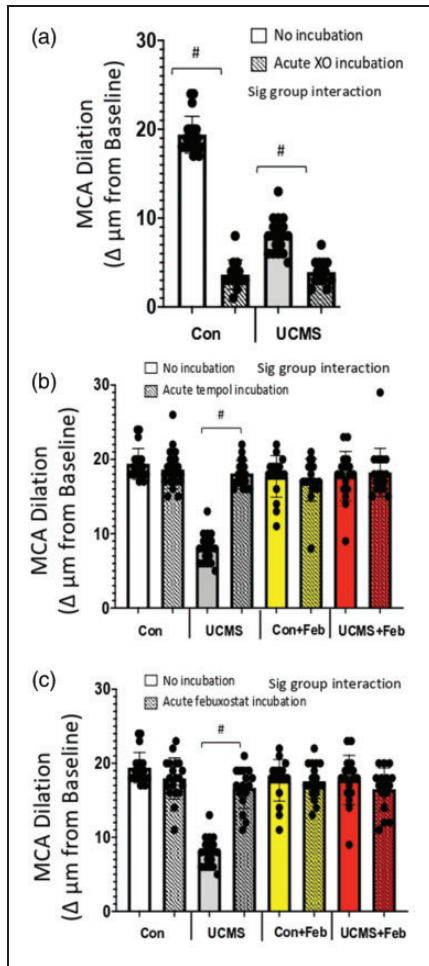 (a)
30
20
10
0
MCA Dilation
(Δ μm from Baseline)
#
No incubation
Acute XO incubation
Sig group interaction
#
Con
UCMS
(b)
No incubation
Sig group interaction
Acute tempol incubation
30
20
10
0
MCA Dilation
(Δ μm from Baseline)
#
Con
UCMS
Con+Feb
UCMS+Feb
(c)
No incubation
Sig group interaction
Acute febuxostat incubation
30
20
10
0
MCA Dilation
(Δ μm from Baseline)
#
Con
UCMS
Con+Feb
UCMS+Feb